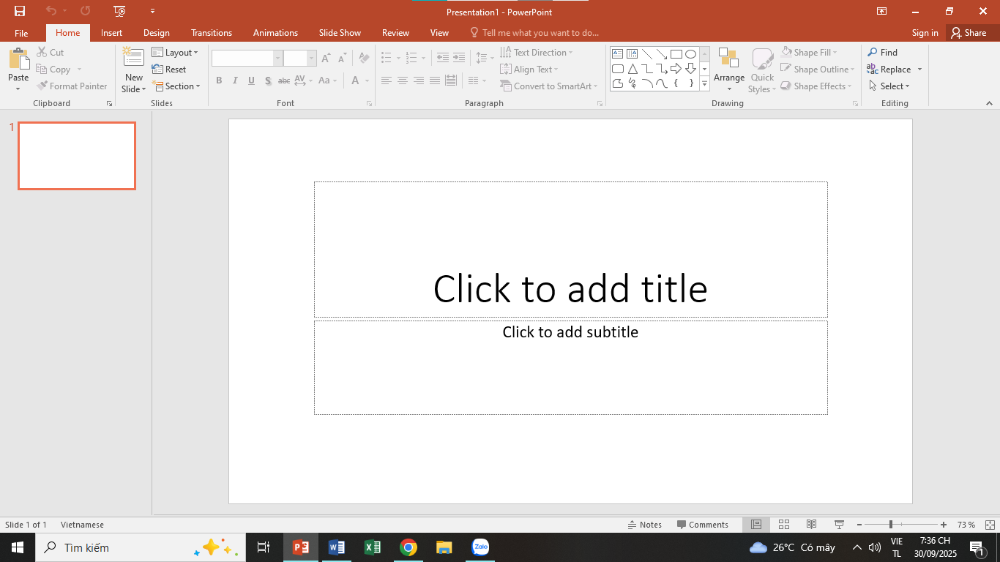 Presentation1 - PowerPoint
File Home Insert Design Transitions Animations Slide Show Review View Tell me what you want to do... Sign in Share
Paste
Cut
Copy
Format Painter
Clipboard
New Slide
Layout
Reset
Section
Slides
B I U S abc AV Aa A
Font
Text Direction
Align Text
Convert to SmartArt
Paragraph
Arrange
Quick Styles
Shape Fill
Shape Outline
Shape Effects
Drawing
Find
Replace
Select
Editing
1
Click to add title
Click to add subtitle
Slide 1 of 1 Vietnamese Notes Comments 73 %
Tìm kiếm
Zalo
26°C Có mây
VIE
TL
7:36 CH
30/09/2025
1